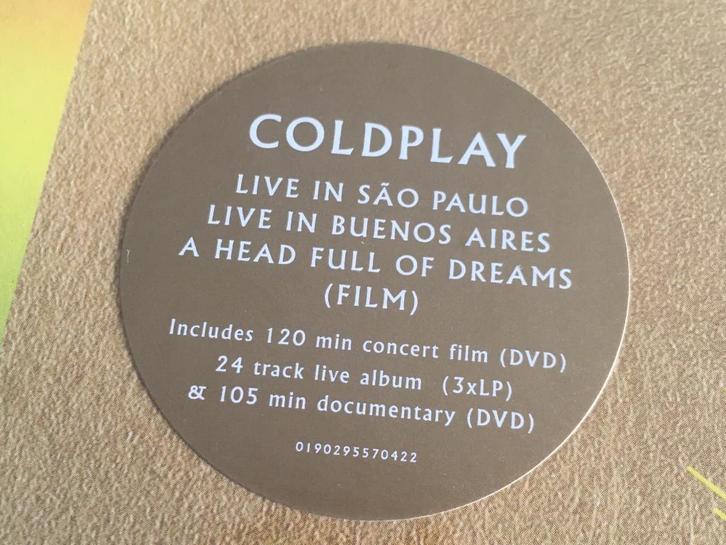 COLDPLAY
LIVE IN SÃO PAULO
LIVE IN BUENOS AIRES
A HEAD FULL OF DREAMS
(FILM)
Includes 120 min concert film (DVD)
24 track live album (3xLP)
& 105 min documentary (DVD)
0190295570422